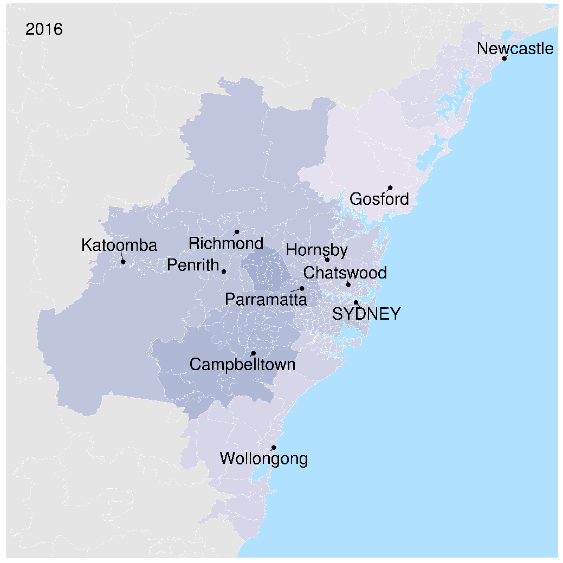 2016
Newcastle
Gosford
Katoomba
Richmond
Hornsby
Penrith
Chatswood
Parramatta
SYDNEY
Campbelltown
Wollongong